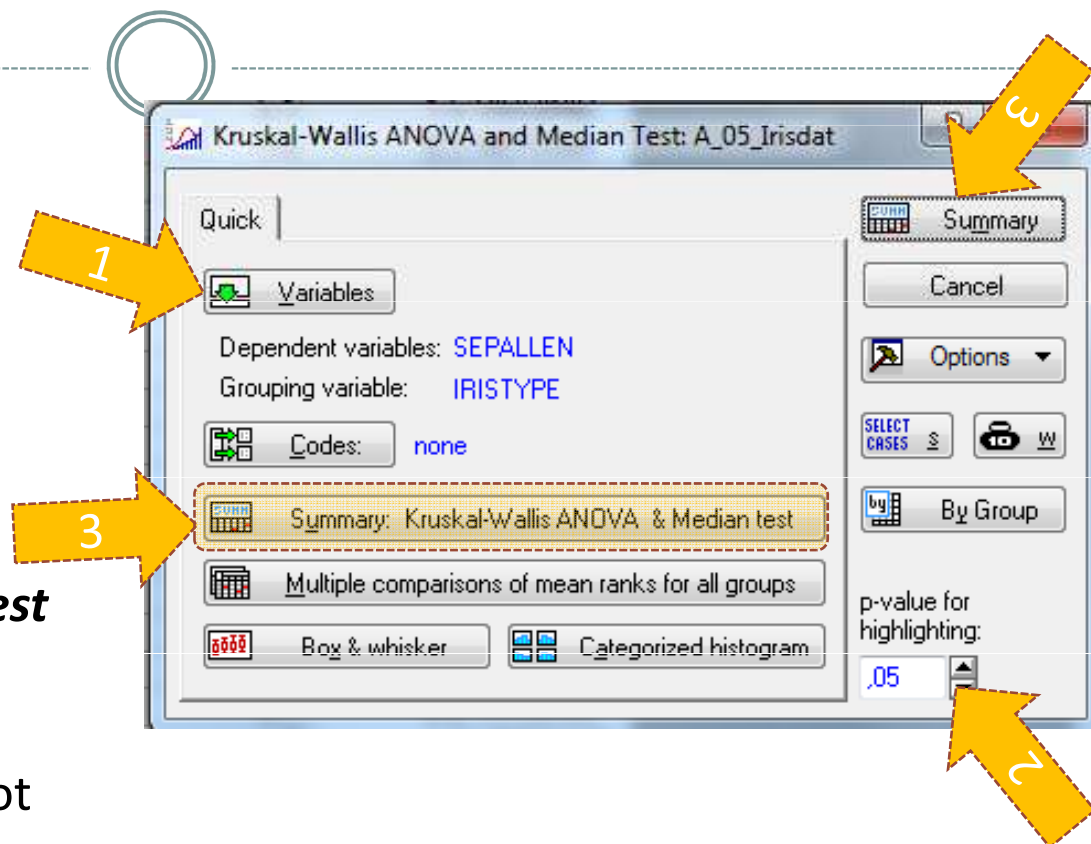 Kruskal-Wallis ANOVA and Median Test: A_05_Irisdat
3
Quick
Summary
1
Variables
Cancel
Dependent variables: SEPALLEN
Options
Grouping variable: IRISTYPE
SELECT CASES S
W
Codes: none
By Group
3
Summary: Kruskal-Wallis ANOVA & Median test
Multiple comparisons of mean ranks for all groups
est
p-value for
highlighting:
Box & whisker
Categorized histogram
,05
2
ot